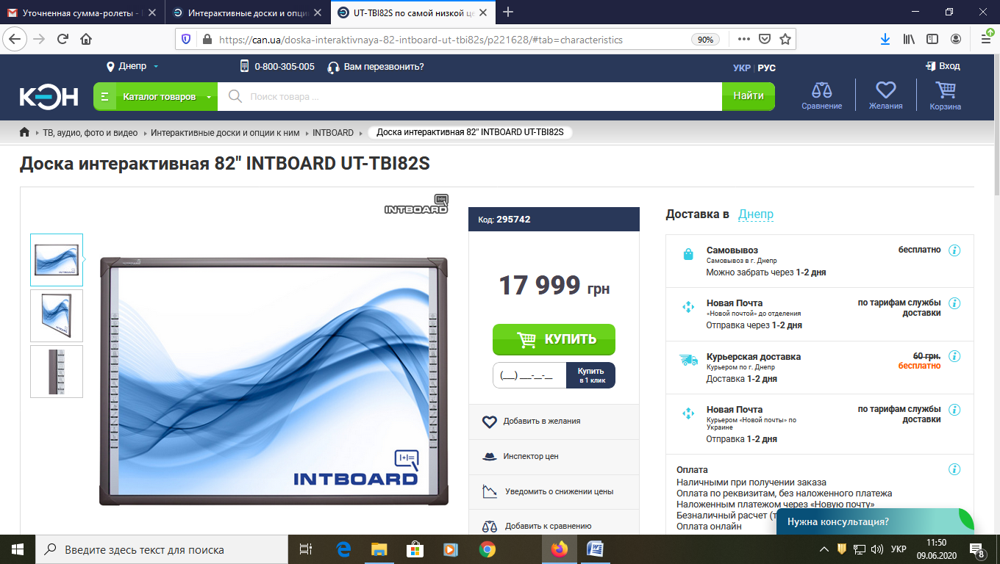 Уточненная сумма-ролеты -
Интерактивные доски и опци
UT-TBI82S по самой низкой це
https://can.ua/doska-interaktivnaya-82-intboard-ut-tbi82s/p221628/#tab=characteristics
90%
Днепр
0-800-305-005
Вам перезвонить?
УКР | РУС
Вход
КЭН
Каталог товаров
Поиск товара ...
Найти
Сравнение
Желания
Корзина
ТВ, аудио, фото и видео
Интерактивные доски и опции к ним
INTBOARD
Доска интерактивная 82" INTBOARD UT-TBI82S
Доска интерактивная 82" INTBOARD UT-TBI82S
INTBOARD
INTBOARD
Код: 295742
17 999 грн
КУПИТЬ
(___) ___-__-__
Купить
в 1 клик
Добавить в желания
Инспектор цен
Уведомить о снижении цены
Добавить к сравнению
Доставка в Днепр
Самовывоз
бесплатно
Самовывоз в г. Днепр
Можно забрать через 1-2 дня
Новая Почта
по тарифам службы
доставки
«Новой почтой» до отделения
Отправка через 1-2 дня
Курьерская доставка
60 грн.
бесплатно
Курьером по г. Днепр
Доставка 1-2 дня
Новая Почта
по тарифам службы
доставки
Курьером «Новой почты» по
Украине
Отправка 1-2 дня
Оплата
Наличными при получении заказа
Оплата по реквизитам, без наложенного платежа
Наложенным платежом через «Новую почту»
Безналичный расчет (т
Оплата онлайн
Нужна консультация?
Введите здесь текст для поиска
УКР
11:50
09.06.2020
8